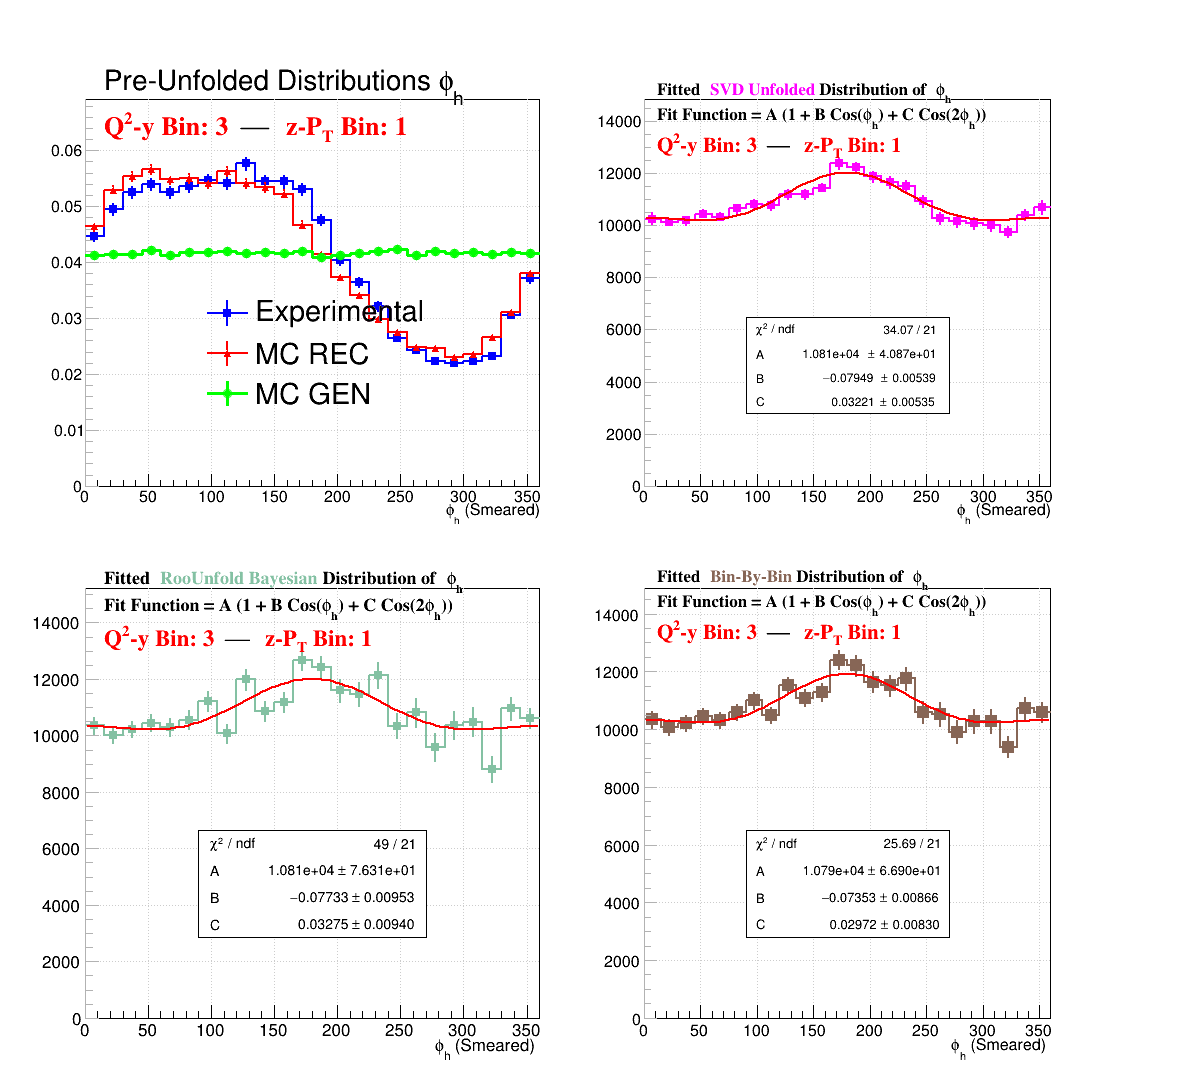 Pre-Unfolded Distributions ϕh
Q²-y Bin: 3 — z-PT Bin: 1
0.06
0.05
0.04
0.03
0.02
0.01
0
Experimental
MC REC
MC GEN
0 50 100 150 200 250 300 350
ϕh (Smeared)
Fitted SVD Unfolded Distribution of ϕh
Fit Function = A (1 + B Cos(ϕh) + C Cos(2ϕh))
Q²-y Bin: 3 — z-PT Bin: 1
14000
12000
10000
8000
6000
4000
2000
0
χ² / ndf 34.07 / 21
A 1.081e+04 ± 4.087e+01
B −0.07949 ± 0.00539
C 0.03221 ± 0.00535
0 50 100 150 200 250 300 350
ϕh (Smeared)
Fitted RooUnfold Bayesian Distribution of ϕh
Fit Function = A (1 + B Cos(ϕh) + C Cos(2ϕh))
Q²-y Bin: 3 — z-PT Bin: 1
14000
12000
10000
8000
6000
4000
2000
0
χ² / ndf 49 / 21
A 1.081e+04 ± 7.631e+01
B −0.07733 ± 0.00953
C 0.03275 ± 0.00940
0 50 100 150 200 250 300 350
ϕh (Smeared)
Fitted Bin-By-Bin Distribution of ϕh
Fit Function = A (1 + B Cos(ϕh) + C Cos(2ϕh))
Q²-y Bin: 3 — z-PT Bin: 1
14000
12000
10000
8000
6000
4000
2000
0
χ² / ndf 25.69 / 21
A 1.079e+04 ± 6.690e+01
B −0.07353 ± 0.00866
C 0.02972 ± 0.00830
0 50 100 150 200 250 300 350
ϕh (Smeared)